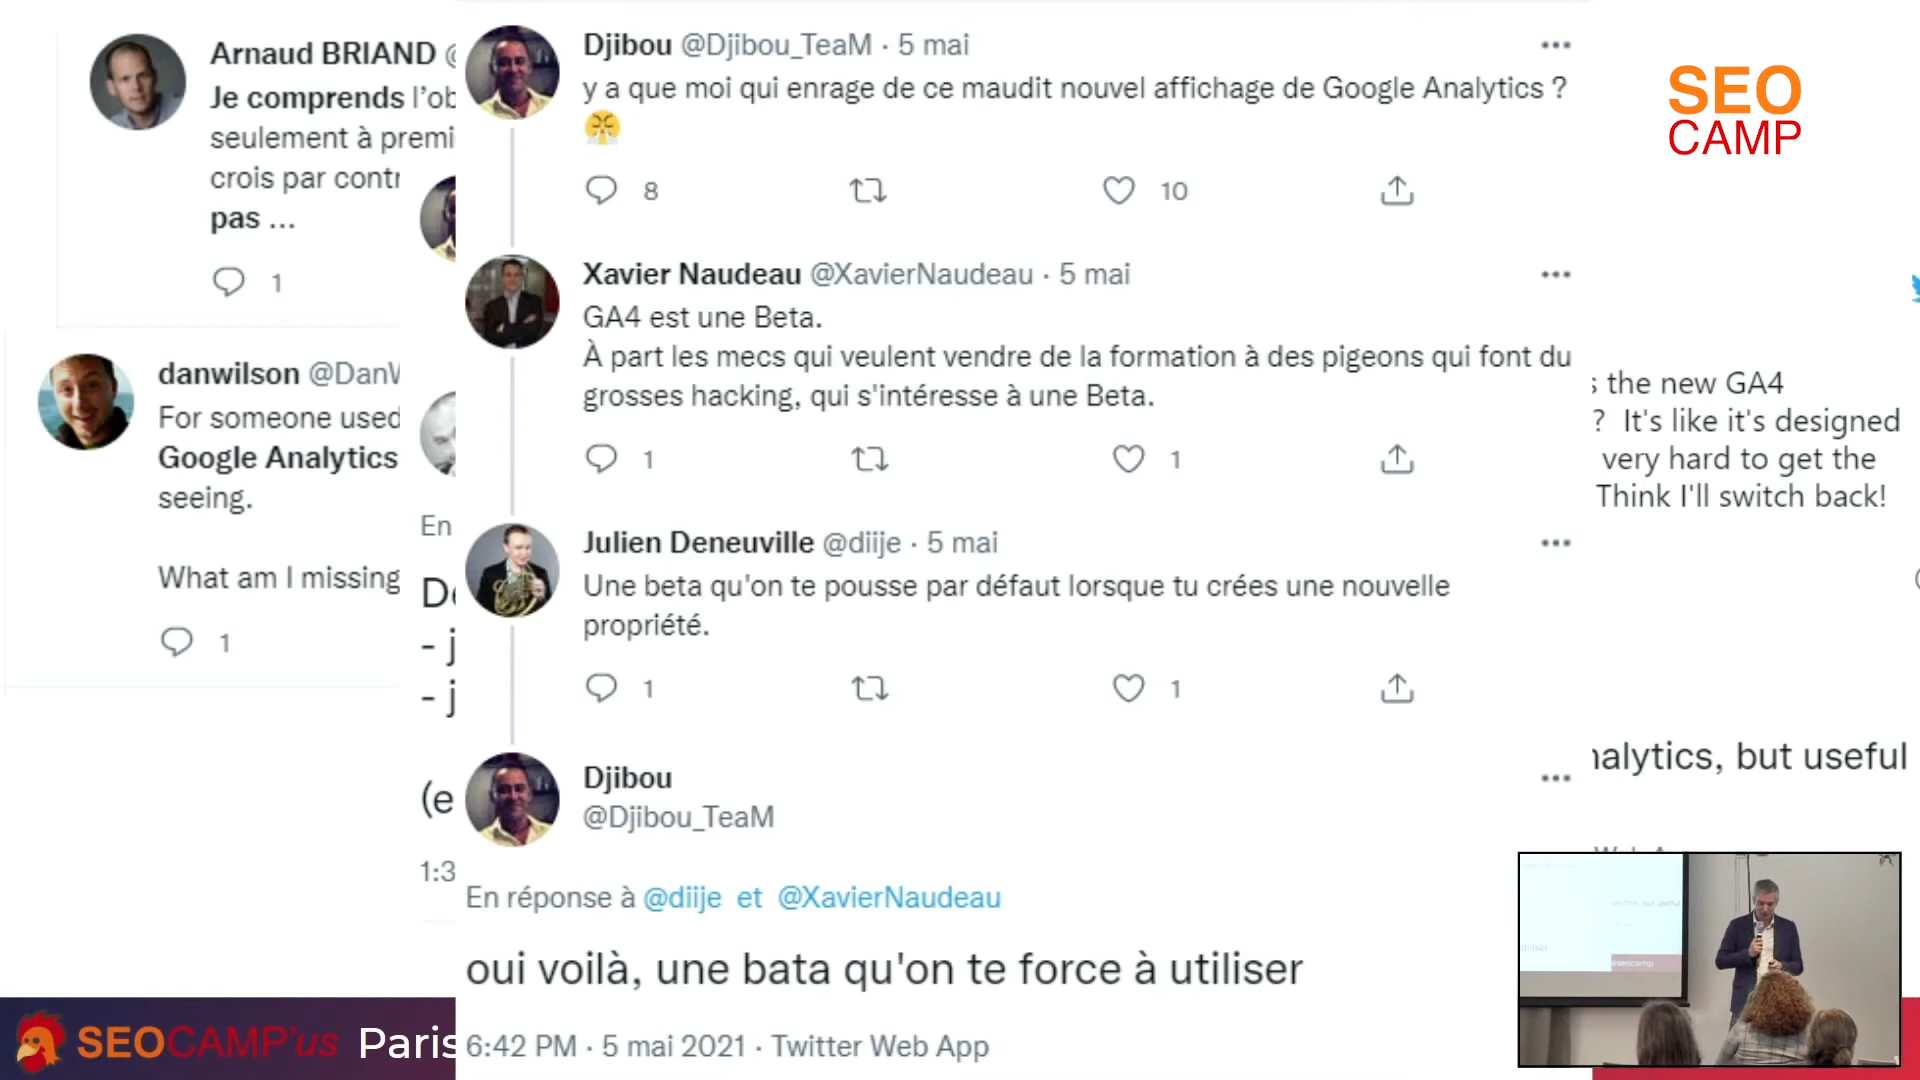 Arnaud BRIAND @
Je comprends l'ob
seulement à premi
crois par contr
pas ...
1
danwilson @DanW
For someone used
Google Analytics
seeing.
What am I missing
1
En
De
- j
- j
(e
1:3
Djibou @Djibou_TeaM · 5 mai
y a que moi qui enrage de ce maudit nouvel affichage de Google Analytics ?
😤
8 10
Xavier Naudeau @XavierNaudeau · 5 mai
GA4 est une Beta.
À part les mecs qui veulent vendre de la formation à des pigeons qui font du
grosses hacking, qui s'intéresse à une Beta.
1 1
Julien Deneuville @diije · 5 mai
Une beta qu'on te pousse par défaut lorsque tu crées une nouvelle
propriété.
1 1
Djibou
@Djibou_TeaM
En réponse à @diije et @XavierNaudeau
oui voilà, une bata qu'on te force à utiliser
6:42 PM · 5 mai 2021 · Twitter Web App
SEO
CAMP
the new GA4
? It's like it's designed
very hard to get the
Think I'll switch back!
nalytics, but useful
#seocamp
SEOCAMP'us Paris